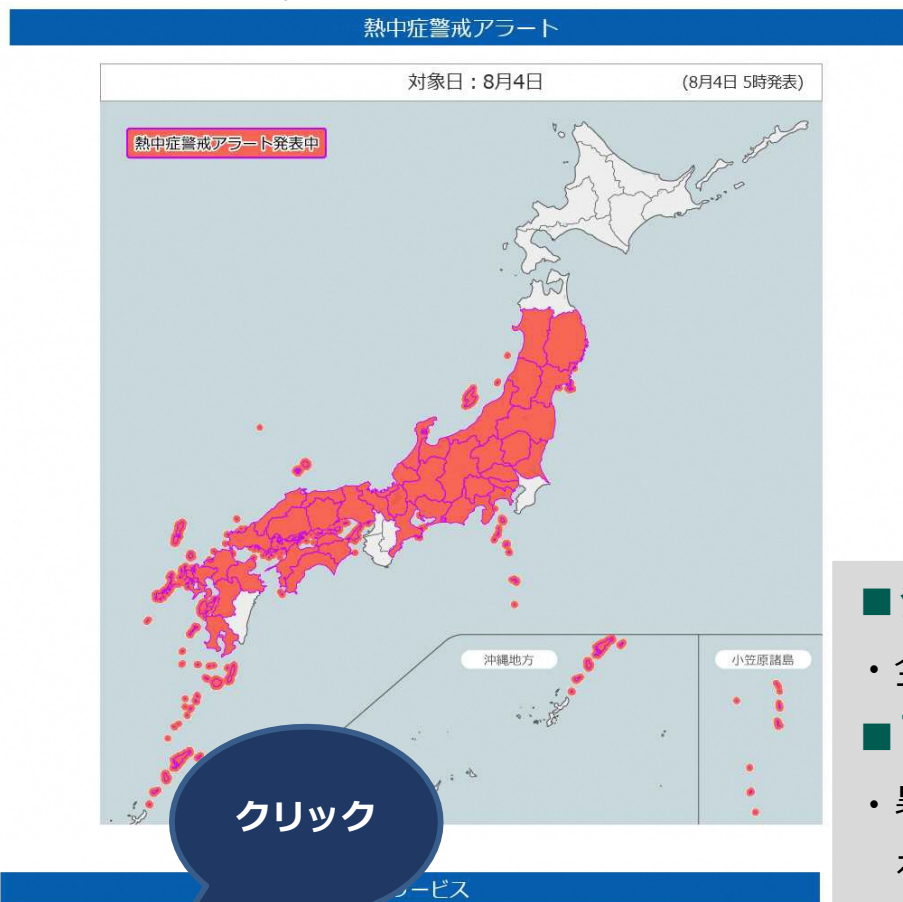 熱中症警戒アラート
対象日:8月4日
(8月4日 5時発表)
熱中症警戒アラート発表中
沖縄地方
小笠原諸島
クリック
ービス